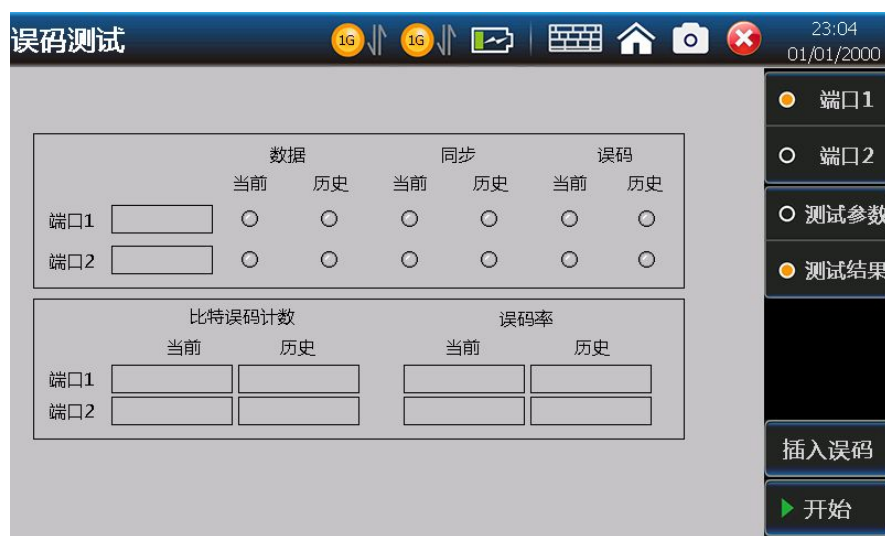 误码测试 1G 1G 23:04
01/01/2000
端口1
端口2
测试参数
测试结果
插入误码
开始
数据 同步 误码
当前 历史 当前 历史 当前 历史
端口1
端口2
比特误码计数 误码率
当前 历史 当前 历史
端口1
端口2